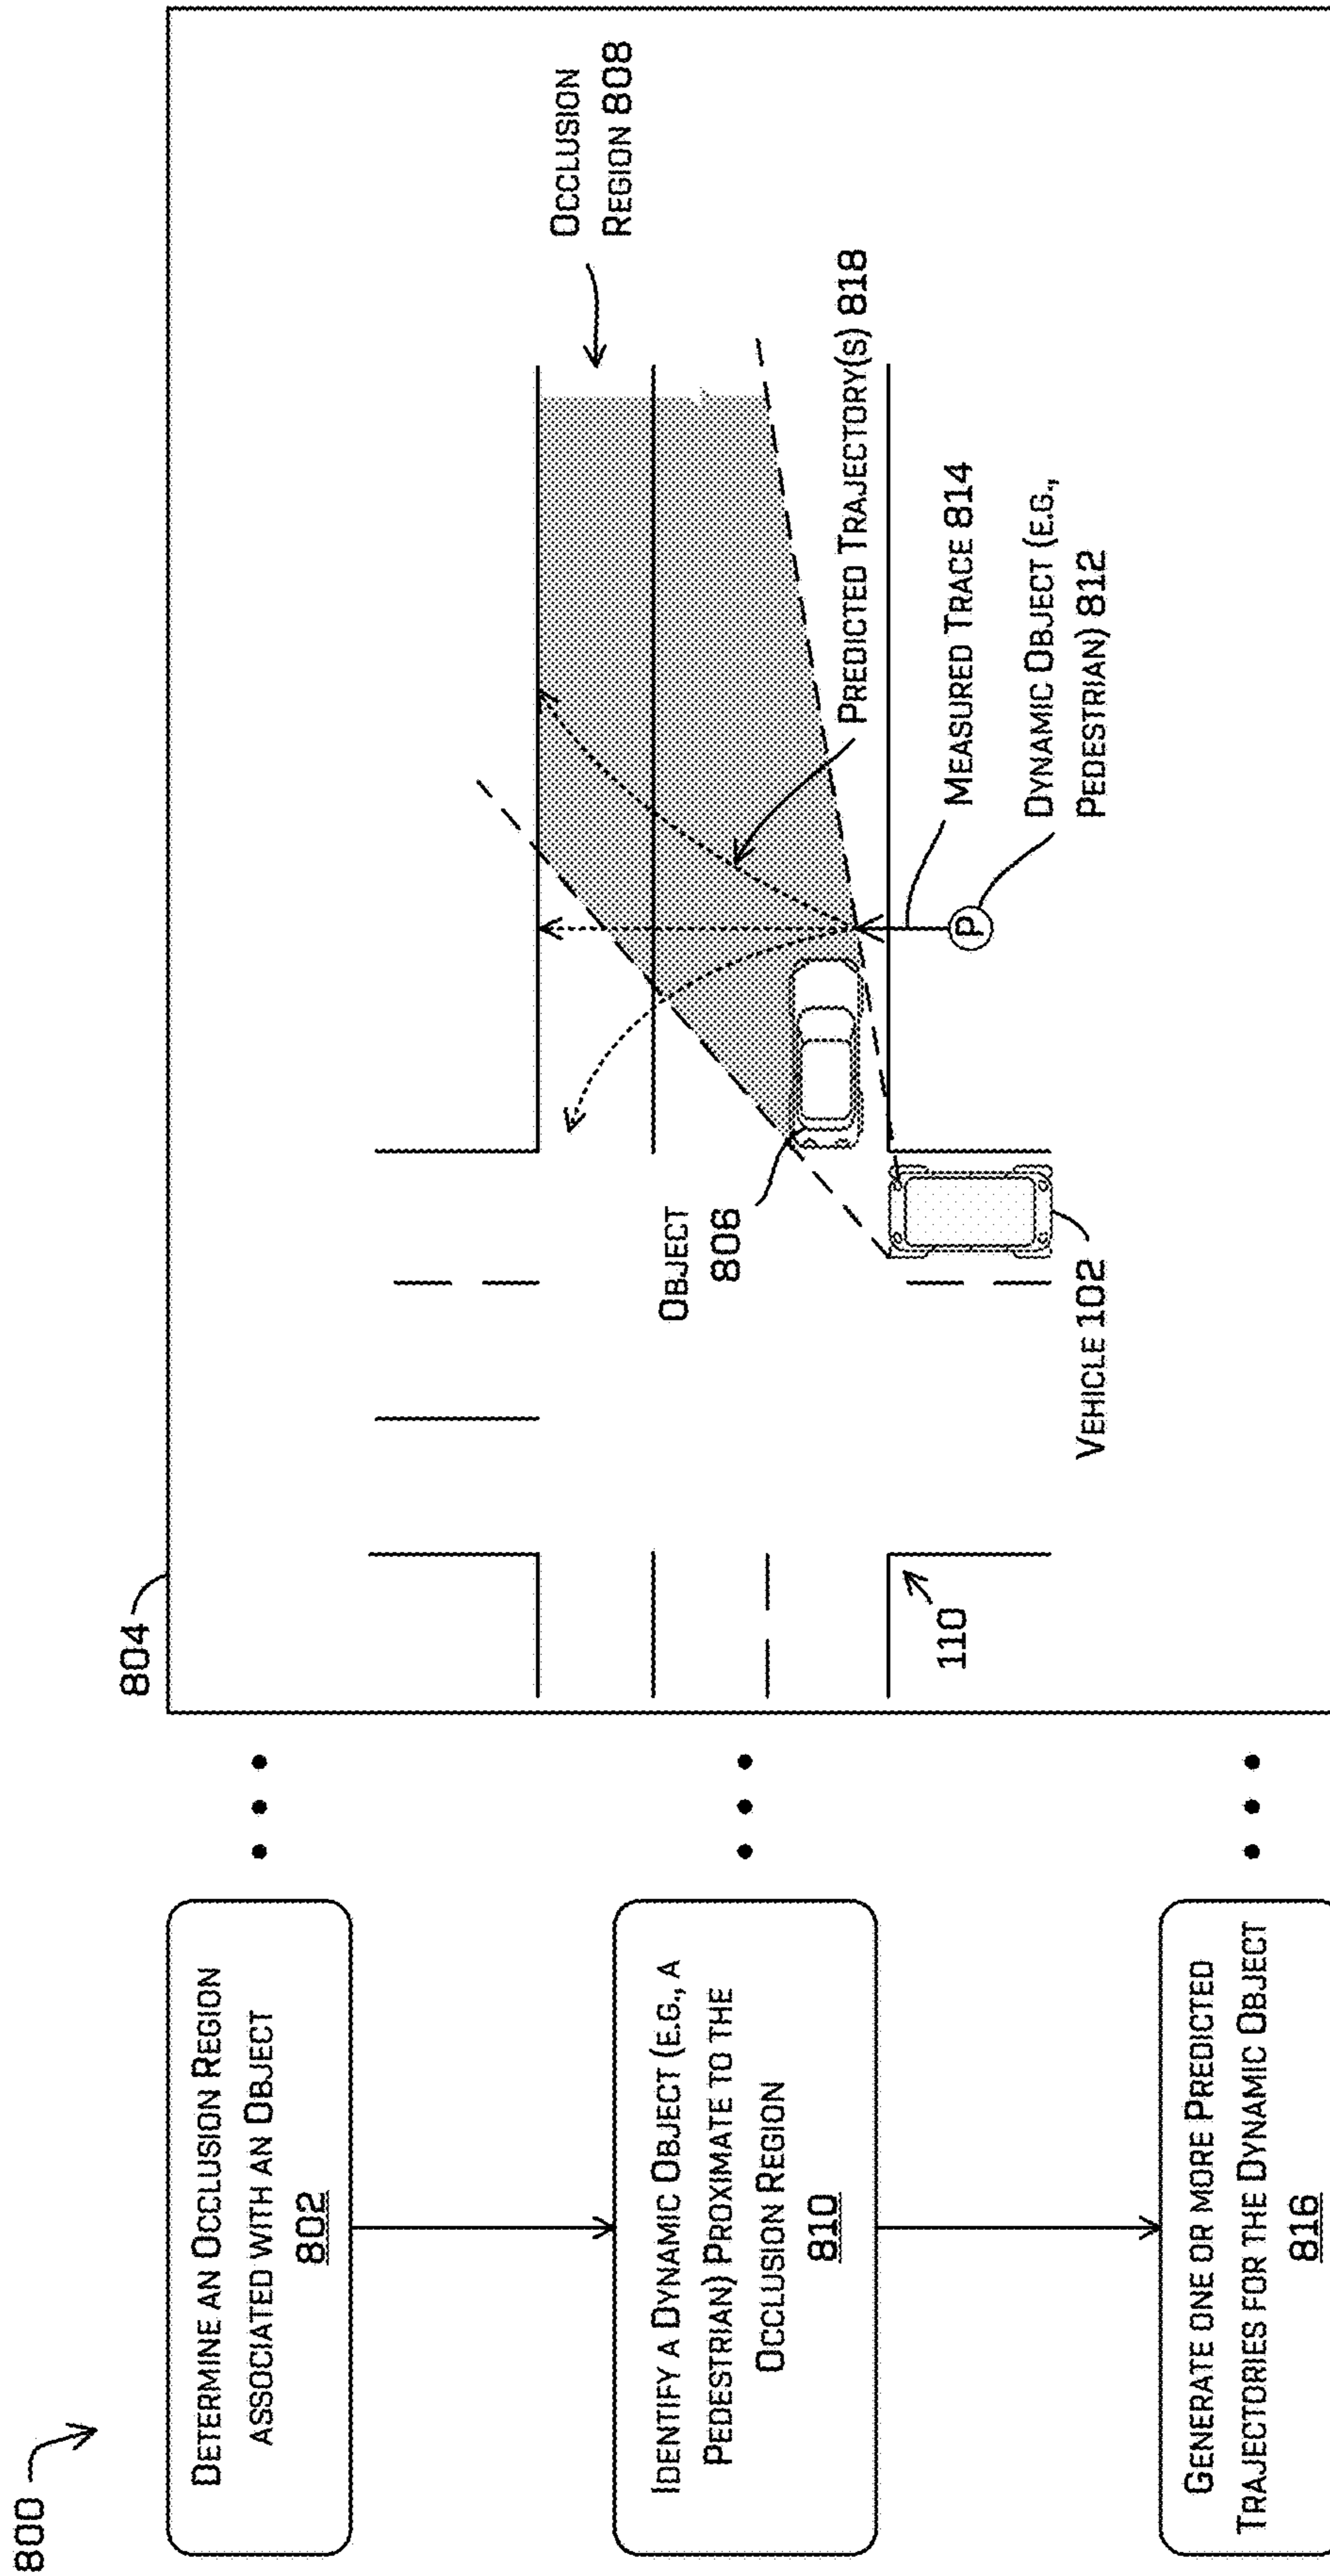 800
DETERMINE AN OCCLUSION REGION
ASSOCIATED WITH AN OBJECT
802
IDENTIFY A DYNAMIC OBJECT (E.G., A
PEDESTRIAN) PROXIMATE TO THE
OCCLUSION REGION
810
GENERATE ONE OR MORE PREDICTED
TRAJECTORIES FOR THE DYNAMIC OBJECT
816
804
OCCLUSION
REGION 808
OBJECT
806
PREDICTED TRAJECTORY(S) 818
MEASURED TRACE 814
DYNAMIC OBJECT (E.G.,
PEDESTRIAN) 812
P
110
VEHICLE 102